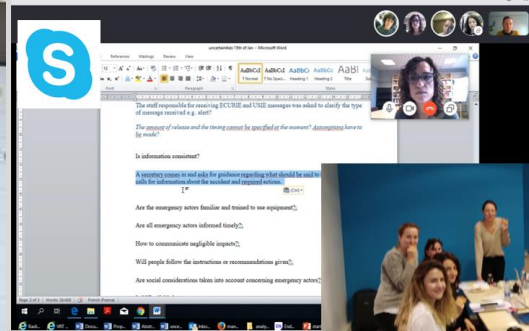 S
uncertainties 15th of Jan - Microsoft Word
References Mailings Review View
AaBbCcI AaBbCcI AaBbCc AaBbCc AaBl
¶ Normal ¶ No Spaci... Heading 1 Heading 2 Title
Font Paragraph Styles
The staff responsible for receiving ECURIE and USIE messages was asked to clarify the type
of message received e.g. alert?
The amount of release and the timing cannot be specified at the moment? Assumptions have to
be made?
Is information consistent?
A secretary comes in and asks for guidance regarding what should be said to
calls for information about the accident and required actions.
(Ctrl)
Are the emergency actors familiar and trained to use equipment?;
Are all emergency actors informed timely?;
How to communicate negligible impacts?;
Will people follow the instructions or recommendations given?;
Are social considerations taken into account concerning emergency actors?;
Page 2 of 2 Words: French (France)